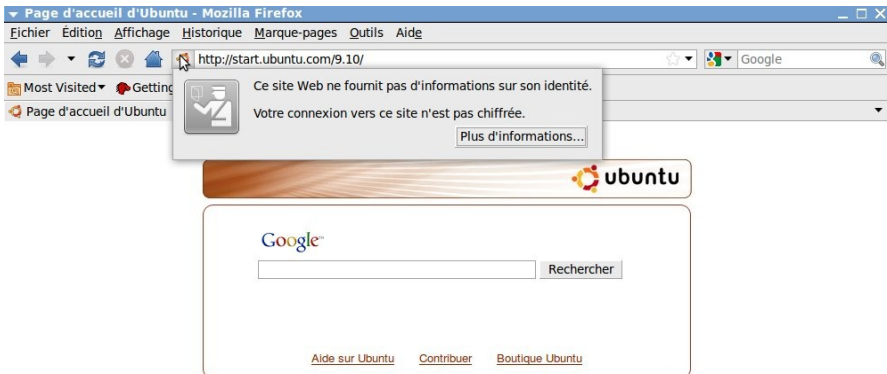 Page d'accueil d'Ubuntu - Mozilla Firefox
Fichier Édition Affichage Historique Marque-pages Outils Aide
http://start.ubuntu.com/9.10/ Google
Most Visited Getting
Ce site Web ne fournit pas d'informations sur son identité.
Page d'accueil d'Ubuntu
Votre connexion vers ce site n'est pas chiffrée.
Plus d'informations...
ubuntu
Google™
Rechercher
Aide sur Ubuntu Contribuer Boutique Ubuntu